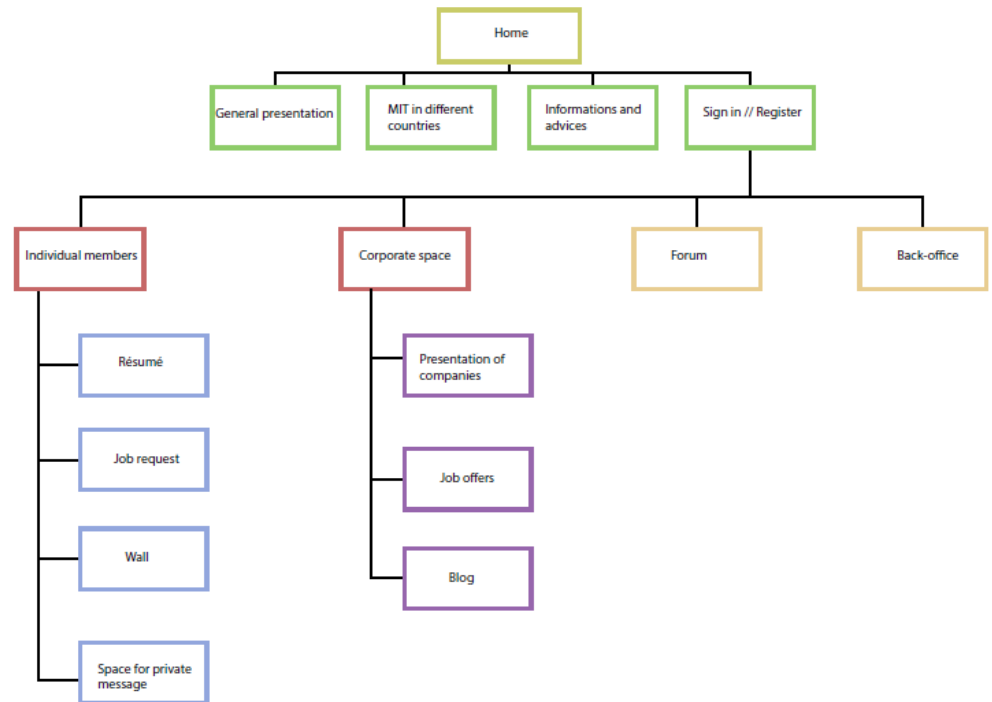 Home
General presentation
MIT in different
countries
Informations and
advices
Sign in // Register
Individual members
Corporate space
Forum
Back-office
Résumé
Job request
Wall
Space for private
message
Presentation of
companies
Job offers
Blog